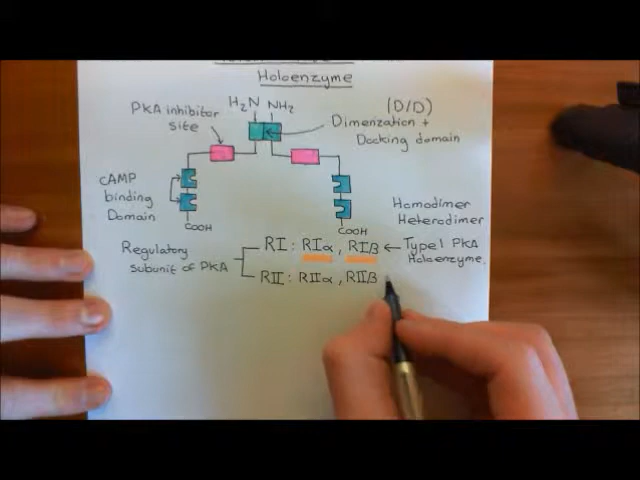 Holoenzyme
H2N NH2
(D/D)
PKA inhibitor
site
Dimerization +
Docking domain
cAMP
binding
Domain
COOH
COOH
Homodimer
Heterodimer
Regulatory
subunit of PKA
RI : RIα, RIβ ← Type 1 PKA
Holoenzyme.
RII : RIIα, RIIβ